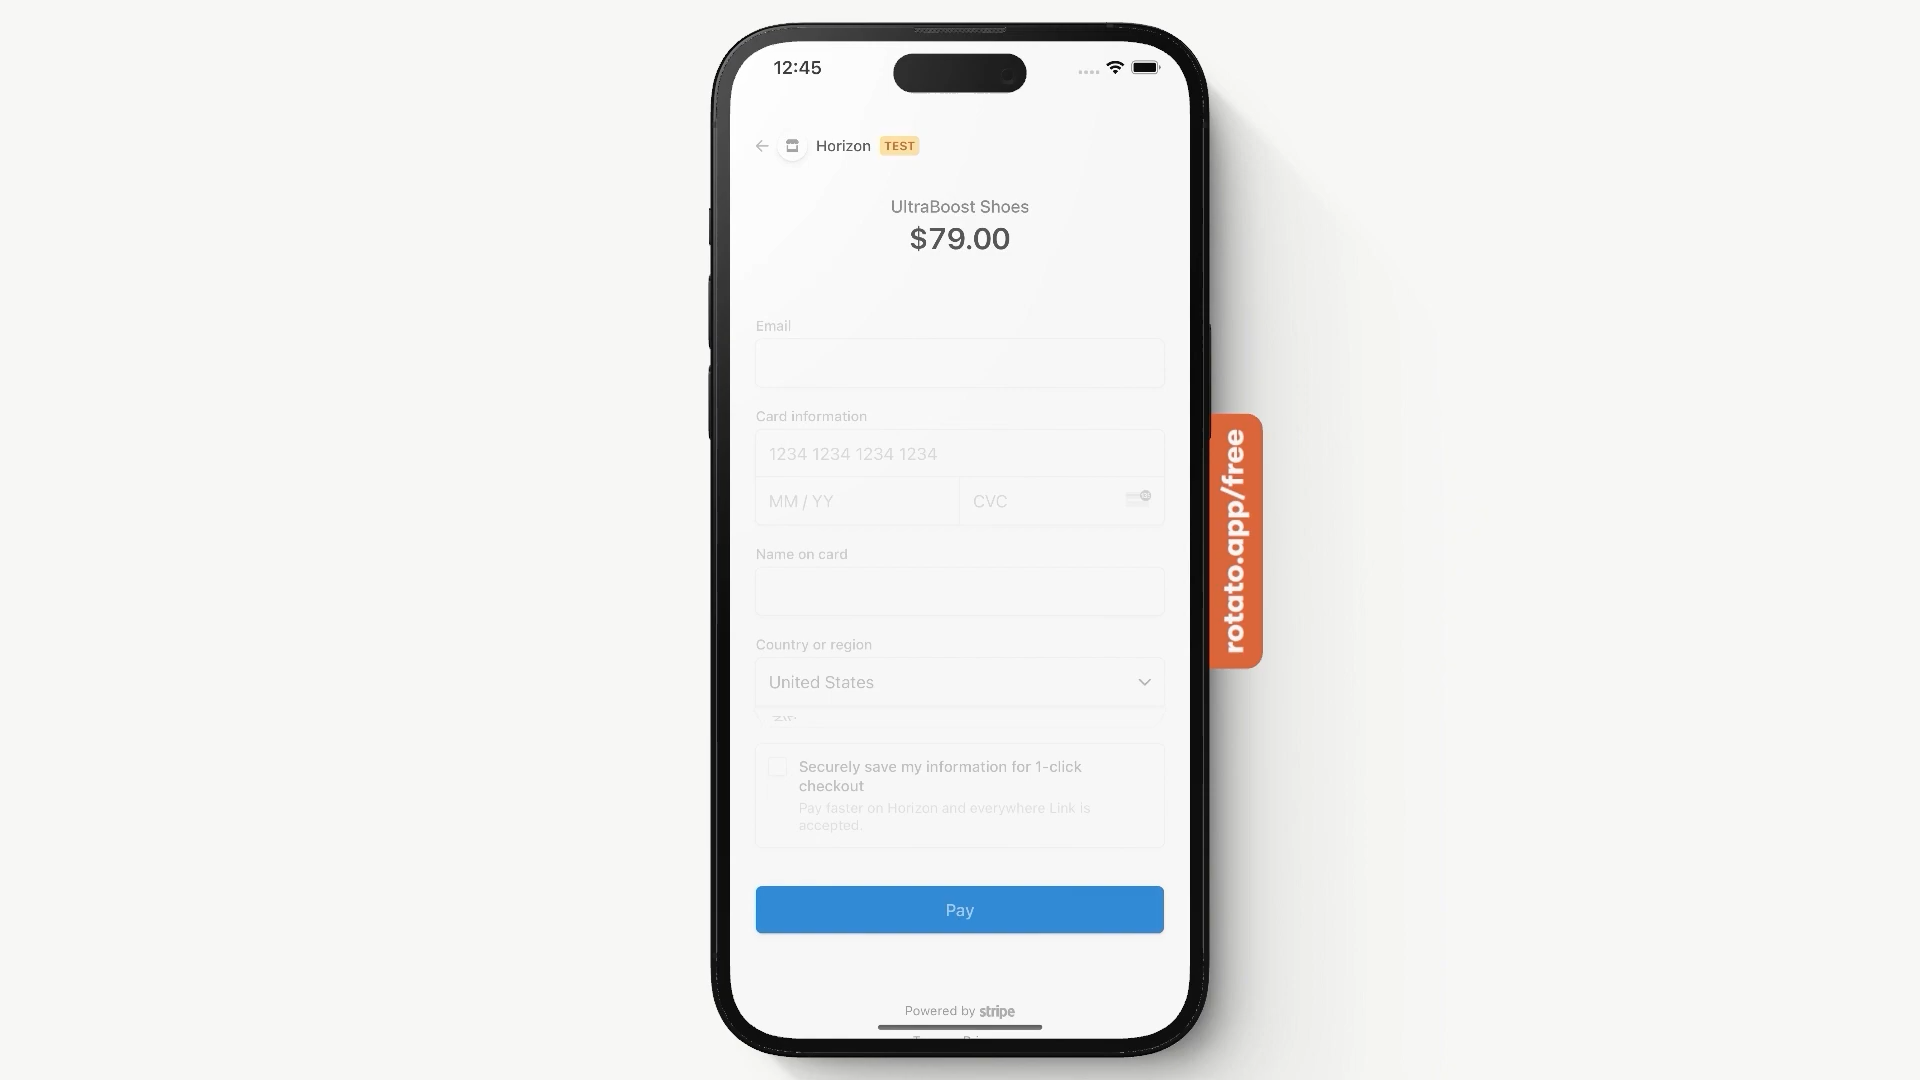 12:45
Horizon TEST
UltraBoost Shoes
$79.00
Email
Card information
1234 1234 1234 1234
MM / YY
CVC
Name on card
Country or region
United States
ZIP
Securely save my information for 1-click
checkout
Pay faster on Horizon and everywhere Link is
accepted.
Pay
Powered by stripe
rotato.app/free